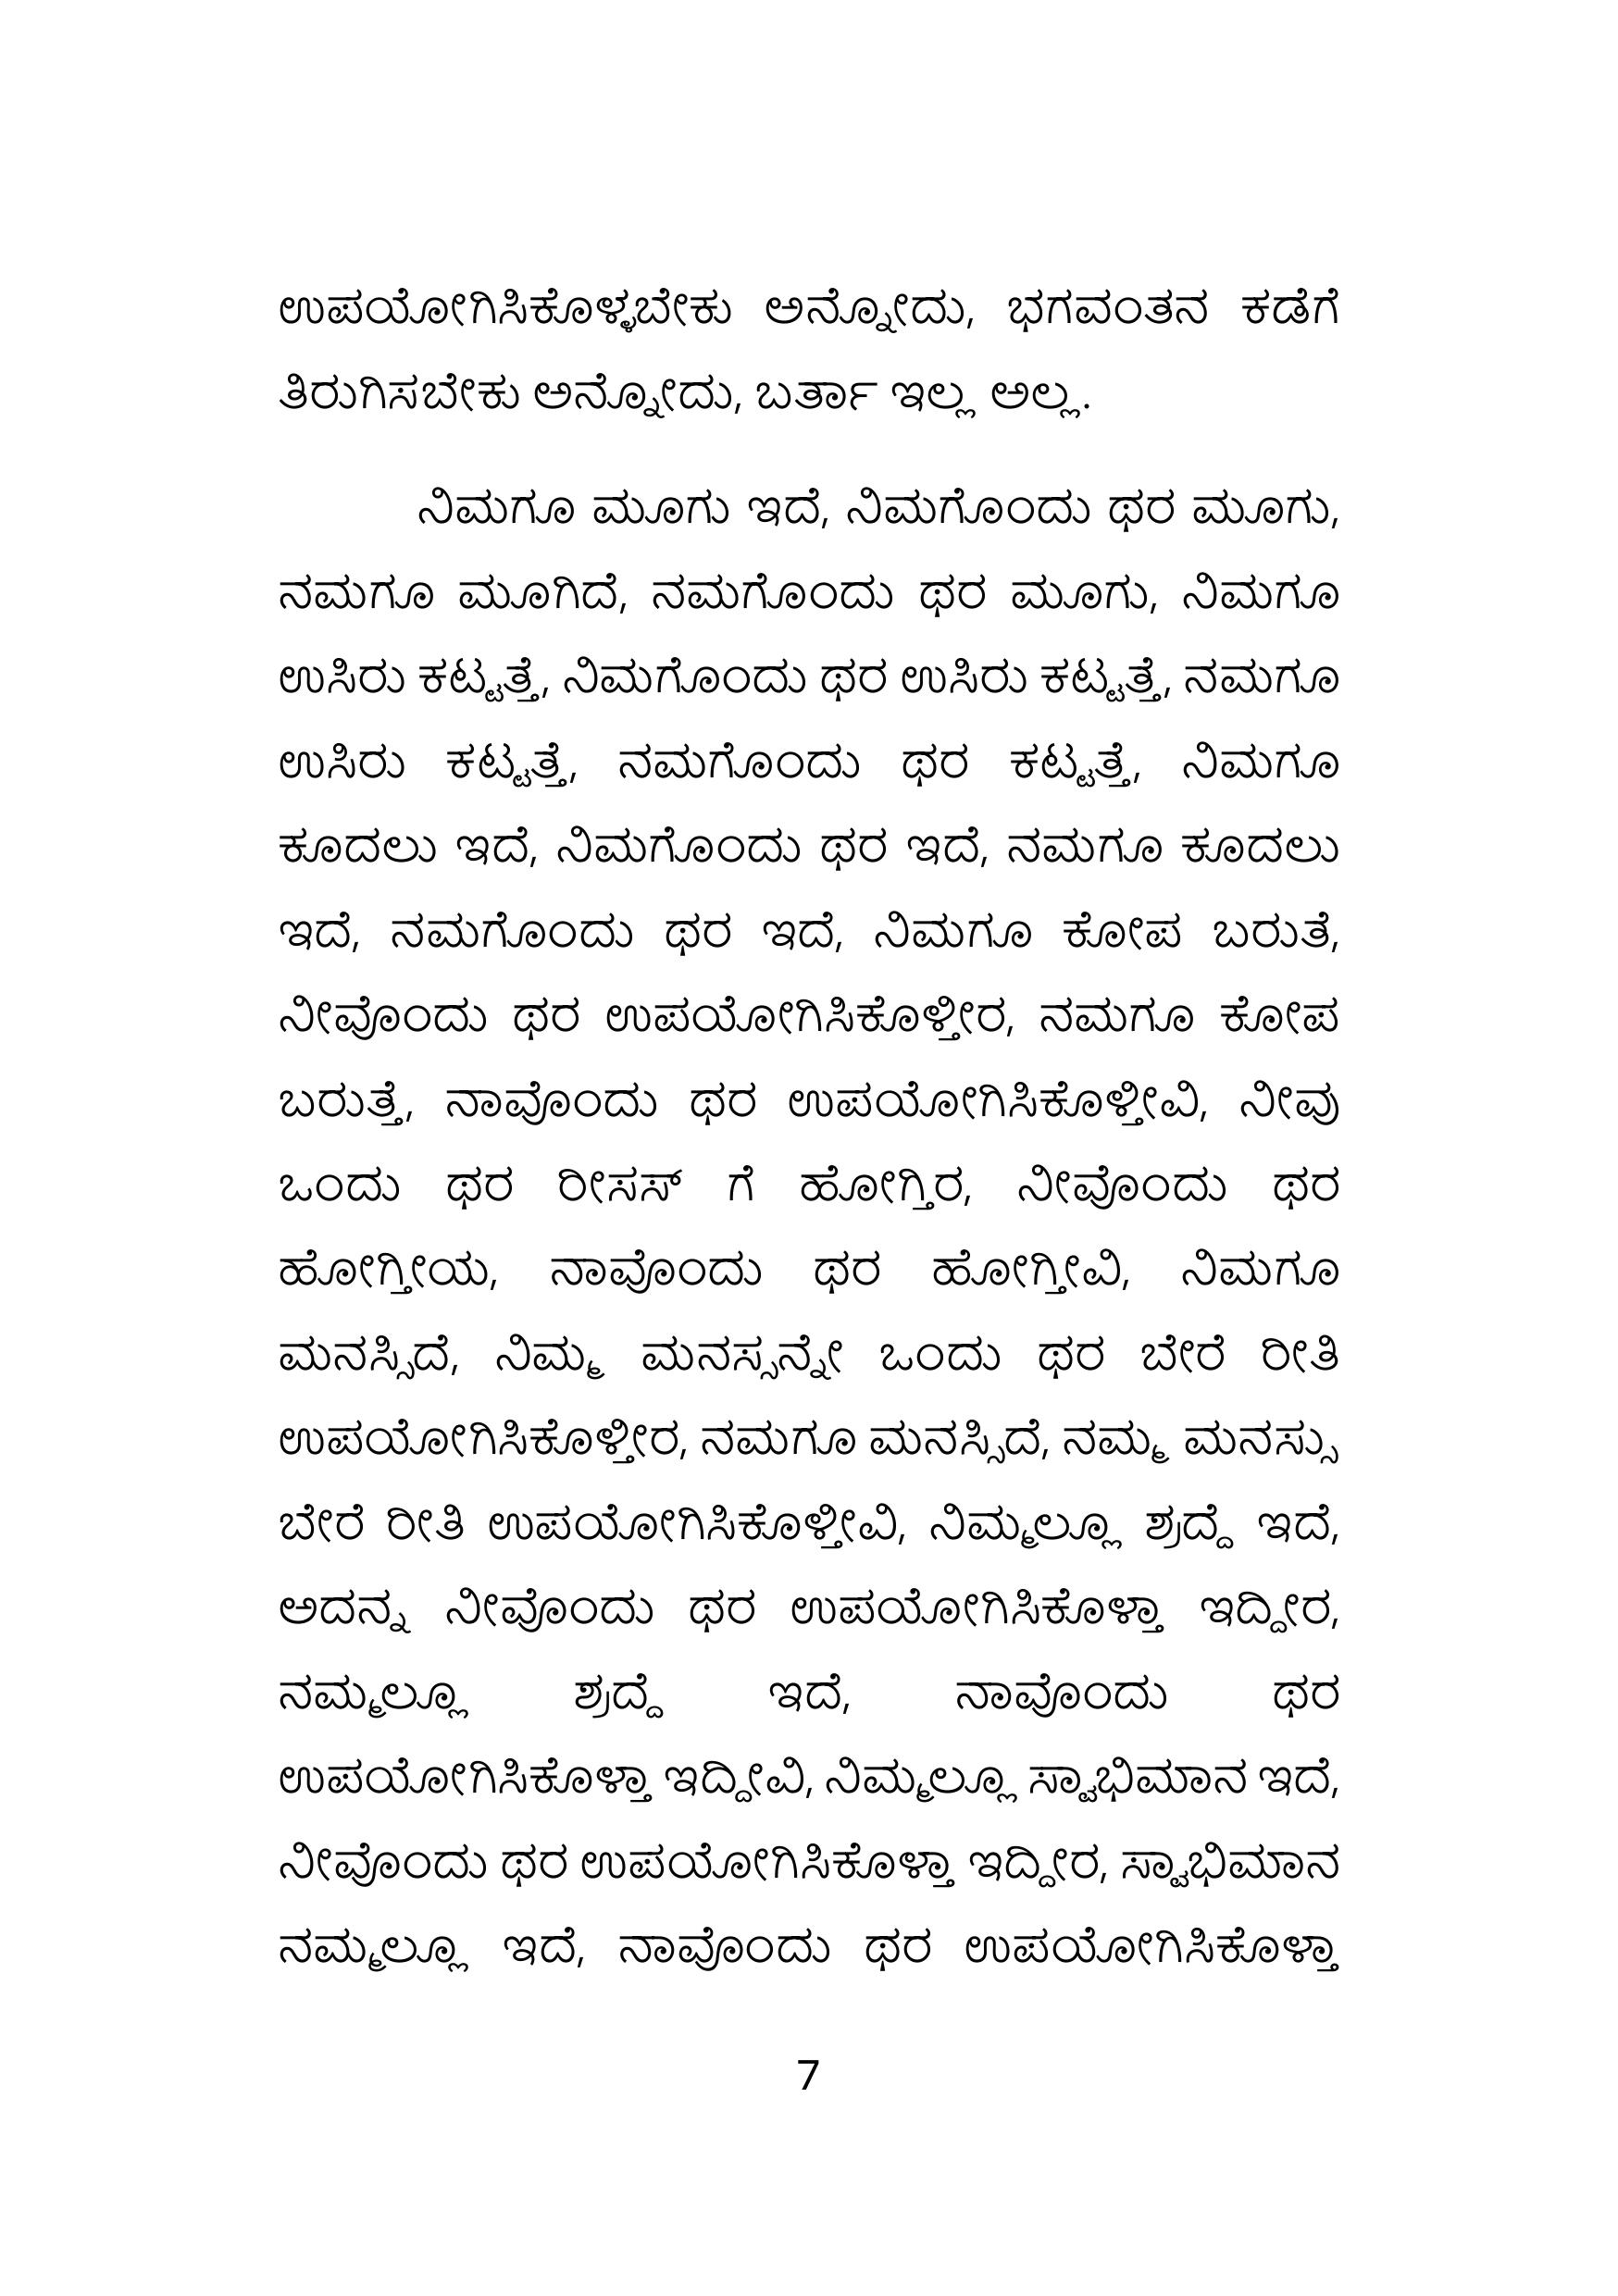 ಉಪಯೋಗಿಸಿಕೊಳ್ಳಬೇಕು ಅನ್ನೋದು, ಭಗವಂತನ ಕಡೆಗೆ
ತಿರುಗಿಸಬೇಕು ಅನ್ನೋದು, ಬರ್ತಾ ಇಲ್ಲ ಅಲ್ಲ.
ನಿಮಗೂ ಮೂಗು ಇದೆ, ನಿಮಗೊಂದು ಥರ ಮೂಗು,
ನಮಗೂ ಮೂಗಿದೆ, ನಮಗೊಂದು ಥರ ಮೂಗು, ನಿಮಗೂ
ಉಸಿರು ಕಟ್ಟತ್ತೆ, ನಿಮಗೊಂದು ಥರ ಉಸಿರು ಕಟ್ಟತ್ತೆ, ನಮಗೂ
ಉಸಿರು ಕಟ್ಟತ್ತೆ, ನಮಗೊಂದು ಥರ ಕಟ್ಟತ್ತೆ, ನಿಮಗೂ
ಕೂದಲು ಇದೆ, ನಿಮಗೊಂದು ಥರ ಇದೆ, ನಮಗೂ ಕೂದಲು
ಇದೆ, ನಮಗೊಂದು ಥರ ಇದೆ, ನಿಮಗೂ ಕೋಪ ಬರುತೆ,
ನೀವೊಂದು ಥರ ಉಪಯೋಗಿಸಿಕೊಳ್ತೀರ, ನಮಗೂ ಕೋಪ
ಬರುತ್ತೆ, ನಾವೊಂದು ಥರ ಉಪಯೋಗಿಸಿಕೊಳ್ತೀವಿ, ನೀವು
ಒಂದು ಥರ ರೀಸಸ್ ಗೆ ಹೋಗ್ತಿರ, ನೀವೊಂದು ಥರ
ಹೋಗ್ತೀಯ, ನಾವೊಂದು ಥರ ಹೋಗ್ತೀವಿ, ನಿಮಗೂ
ಮನಸ್ಸಿದೆ, ನಿಮ್ಮ ಮನಸ್ಸನ್ನೇ ಒಂದು ಥರ ಬೇರೆ ರೀತಿ
ಉಪಯೋಗಿಸಿಕೊಳ್ತೀರ, ನಮಗೂ ಮನಸ್ಸಿದೆ, ನಮ್ಮ ಮನಸ್ಸು
ಬೇರೆ ರೀತಿ ಉಪಯೋಗಿಸಿಕೊಳ್ತೀವಿ, ನಿಮ್ಮಲ್ಲೂ ಶ್ರದ್ದೆ ಇದೆ,
ಅದನ್ನ ನೀವೊಂದು ಥರ ಉಪಯೋಗಿಸಿಕೊಳ್ತಾ ಇದ್ದೀರ,
ನಮ್ಮಲ್ಲೂ ಶ್ರದ್ದೆ ಇದೆ, ನಾವೊಂದು ಥರ
ಉಪಯೋಗಿಸಿಕೊಳ್ತಾ ಇದ್ದೀವಿ, ನಿಮ್ಮಲ್ಲೂ ಸ್ವಾಭಿಮಾನ ಇದೆ,
ನೀವೊಂದು ಥರ ಉಪಯೋಗಿಸಿಕೊಳ್ತಾ ಇದ್ದೀರ, ಸ್ವಾಭಿಮಾನ
ನಮ್ಮಲ್ಲೂ ಇದೆ, ನಾವೊಂದು ಥರ ಉಪಯೋಗಿಸಿಕೊಳ್ತಾ
7